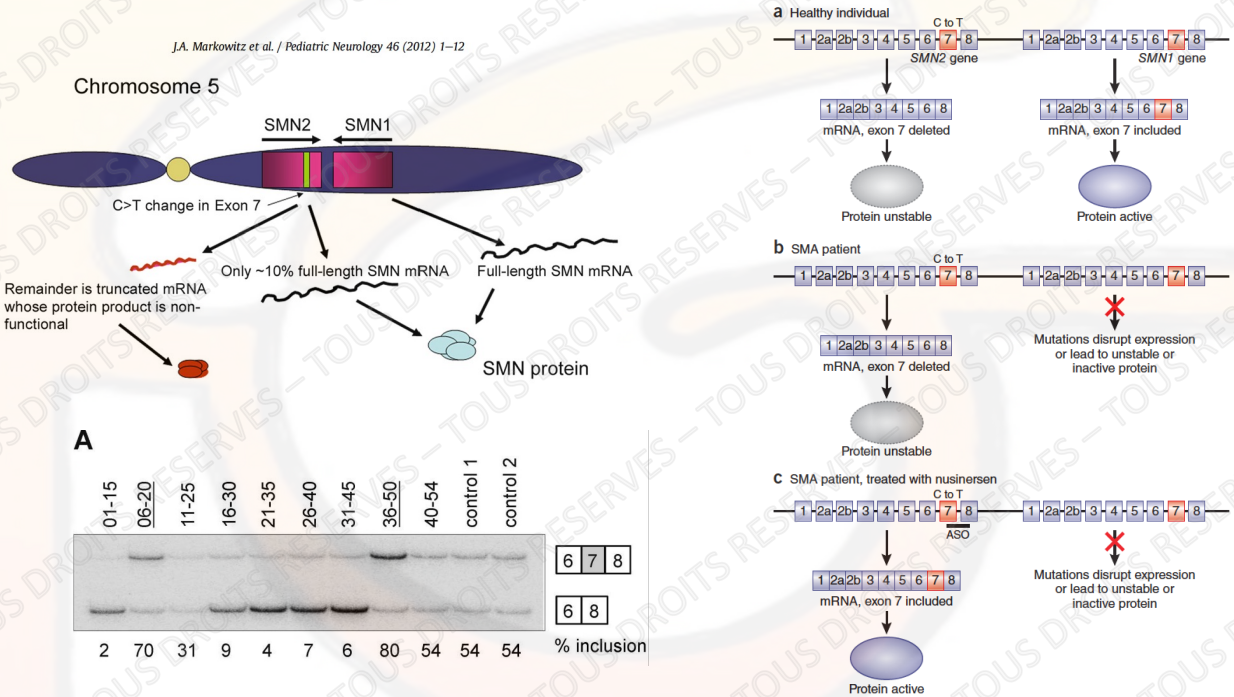 J.A. Markowitz et al. / Pediatric Neurology 46 (2012) 1–12
Chromosome 5
SMN2 SMN1
C>T change in Exon 7
Only ~10% full-length SMN mRNA
Full-length SMN mRNA
Remainder is truncated mRNA
whose protein product is non-
functional
SMN protein
A
01-15 06-20 11-25 16-30 21-35 26-40 31-45 36-50 40-54 control 1 control 2
6 7 8
6 8
2 70 31 9 4 7 6 80 54 54 54 % inclusion
a Healthy individual
C to T
1 2a 2b 3 4 5 6 7 8 1 2a 2b 3 4 5 6 7 8
SMN2 gene SMN1 gene
1 2a 2b 3 4 5 6 8 1 2a 2b 3 4 5 6 7 8
mRNA, exon 7 deleted mRNA, exon 7 included
Protein unstable Protein active
b SMA patient
C to T
1 2a 2b 3 4 5 6 7 8 1 2a 2b 3 4 5 6 7 8
1 2a 2b 3 4 5 6 8
mRNA, exon 7 deleted
Mutations disrupt expression
or lead to unstable or
inactive protein
Protein unstable
c SMA patient, treated with nusinersen
C to T
1 2a 2b 3 4 5 6 7 8 1 2a 2b 3 4 5 6 7 8
ASO
1 2a 2b 3 4 5 6 7 8
mRNA, exon 7 included
Mutations disrupt expression
or lead to unstable or
inactive protein
Protein active
TOUS DROITS RESERVES – TOUS DROITS RESERVES – TOUS DROITS RESERVES